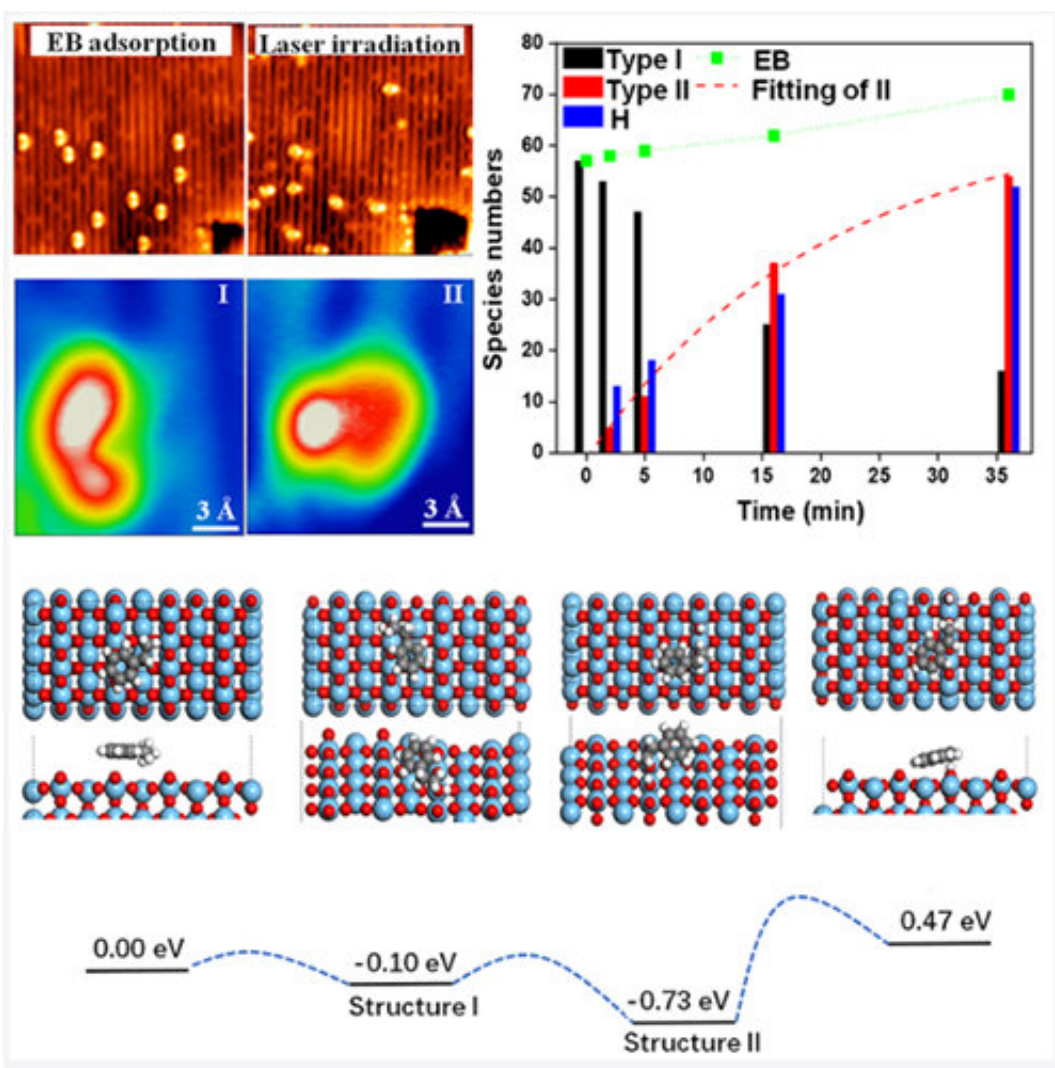 EB adsorption
Laser irradiation
I
3 Å
II
3 Å
Type I
EB
Type II
Fitting of II
H
Species numbers
80
70
60
50
40
30
20
10
0
0 5 10 15 20 25 30 35
Time (min)
0.00 eV
-0.10 eV
Structure I
-0.73 eV
Structure II
0.47 eV